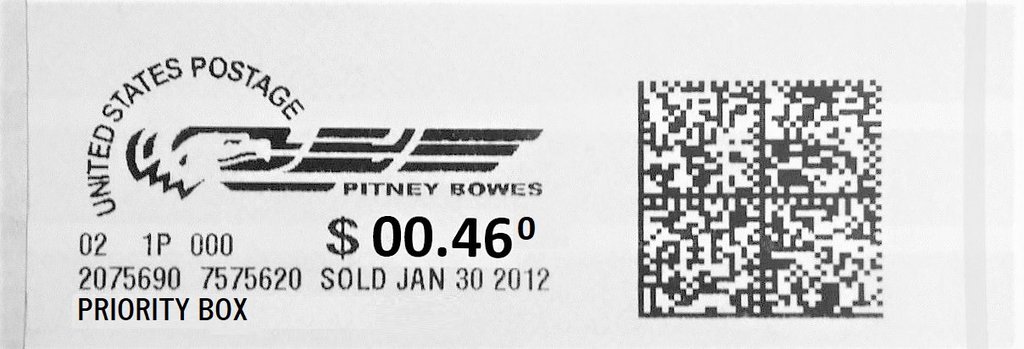 UNITED STATES POSTAGE
PITNEY BOWES
02 1P 000 $ 00.46⁰
2075690 7575620 SOLD JAN 30 2012
PRIORITY BOX